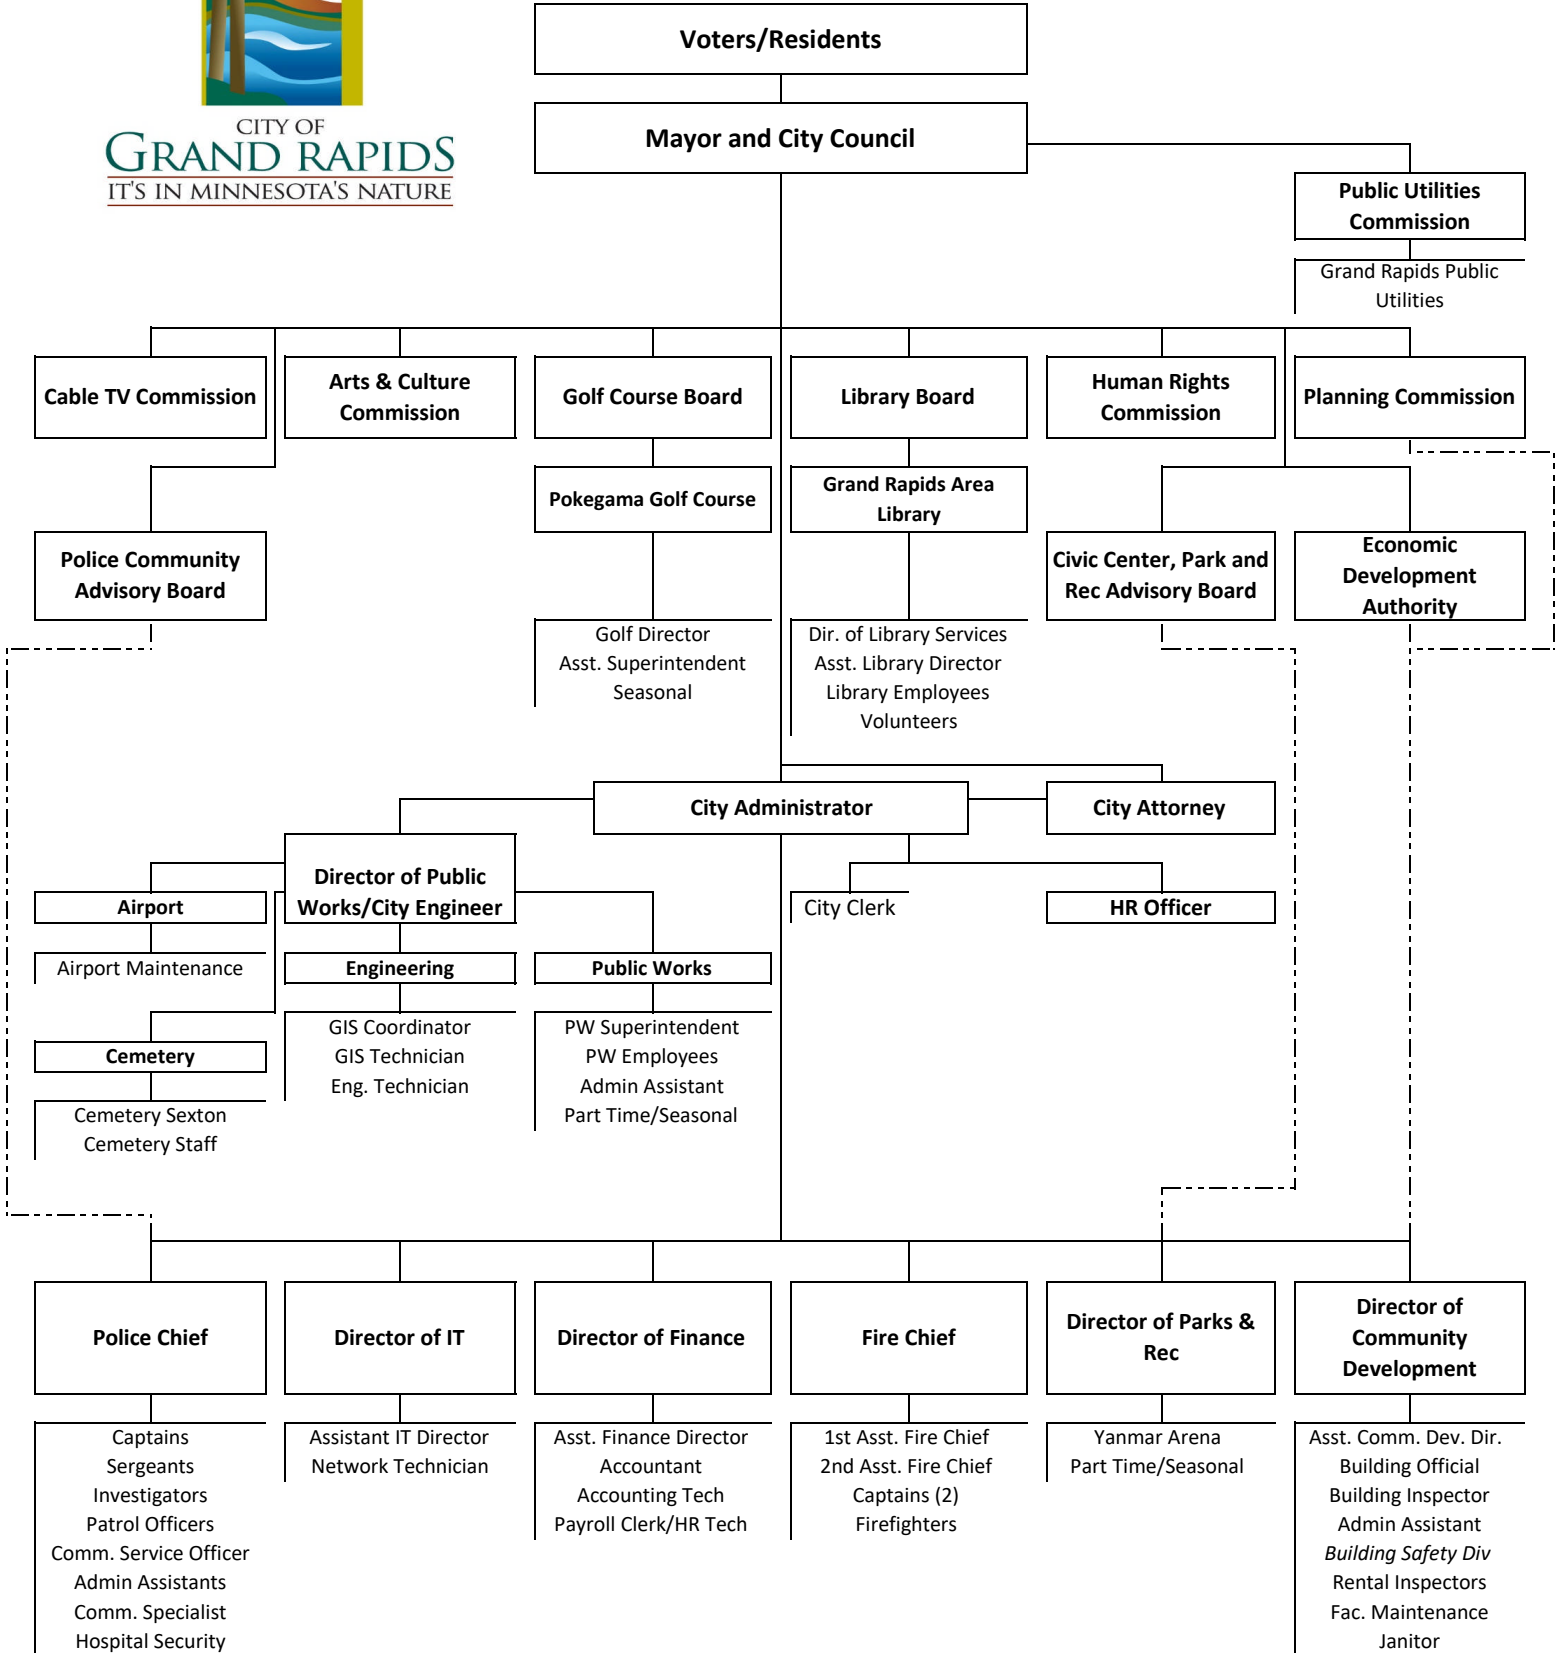 CITY OF
GRAND RAPIDS
IT'S IN MINNESOTA'S NATURE
Voters/Residents
Mayor and City Council
Public Utilities
Commission
Grand Rapids Public
Utilities
Cable TV Commission
Arts & Culture
Commission
Golf Course Board
Library Board
Human Rights
Commission
Planning Commission
Pokegama Golf Course
Grand Rapids Area
Library
Police Community
Advisory Board
Civic Center, Park and
Rec Advisory Board
Economic
Development
Authority
Golf Director
Asst. Superintendent
Seasonal
Dir. of Library Services
Asst. Library Director
Library Employees
Volunteers
City Administrator
City Attorney
Director of Public
Works/City Engineer
Airport
City Clerk
HR Officer
Airport Maintenance
Engineering
Public Works
GIS Coordinator
GIS Technician
Eng. Technician
PW Superintendent
PW Employees
Admin Assistant
Part Time/Seasonal
Cemetery
Cemetery Sexton
Cemetery Staff
Police Chief
Director of IT
Director of Finance
Fire Chief
Director of Parks &
Rec
Director of
Community
Development
Captains
Sergeants
Investigators
Patrol Officers
Comm. Service Officer
Admin Assistants
Comm. Specialist
Hospital Security
Assistant IT Director
Network Technician
Asst. Finance Director
Accountant
Accounting Tech
Payroll Clerk/HR Tech
1st Asst. Fire Chief
2nd Asst. Fire Chief
Captains (2)
Firefighters
Yanmar Arena
Part Time/Seasonal
Asst. Comm. Dev. Dir.
Building Official
Building Inspector
Admin Assistant
Building Safety Div
Rental Inspectors
Fac. Maintenance
Janitor